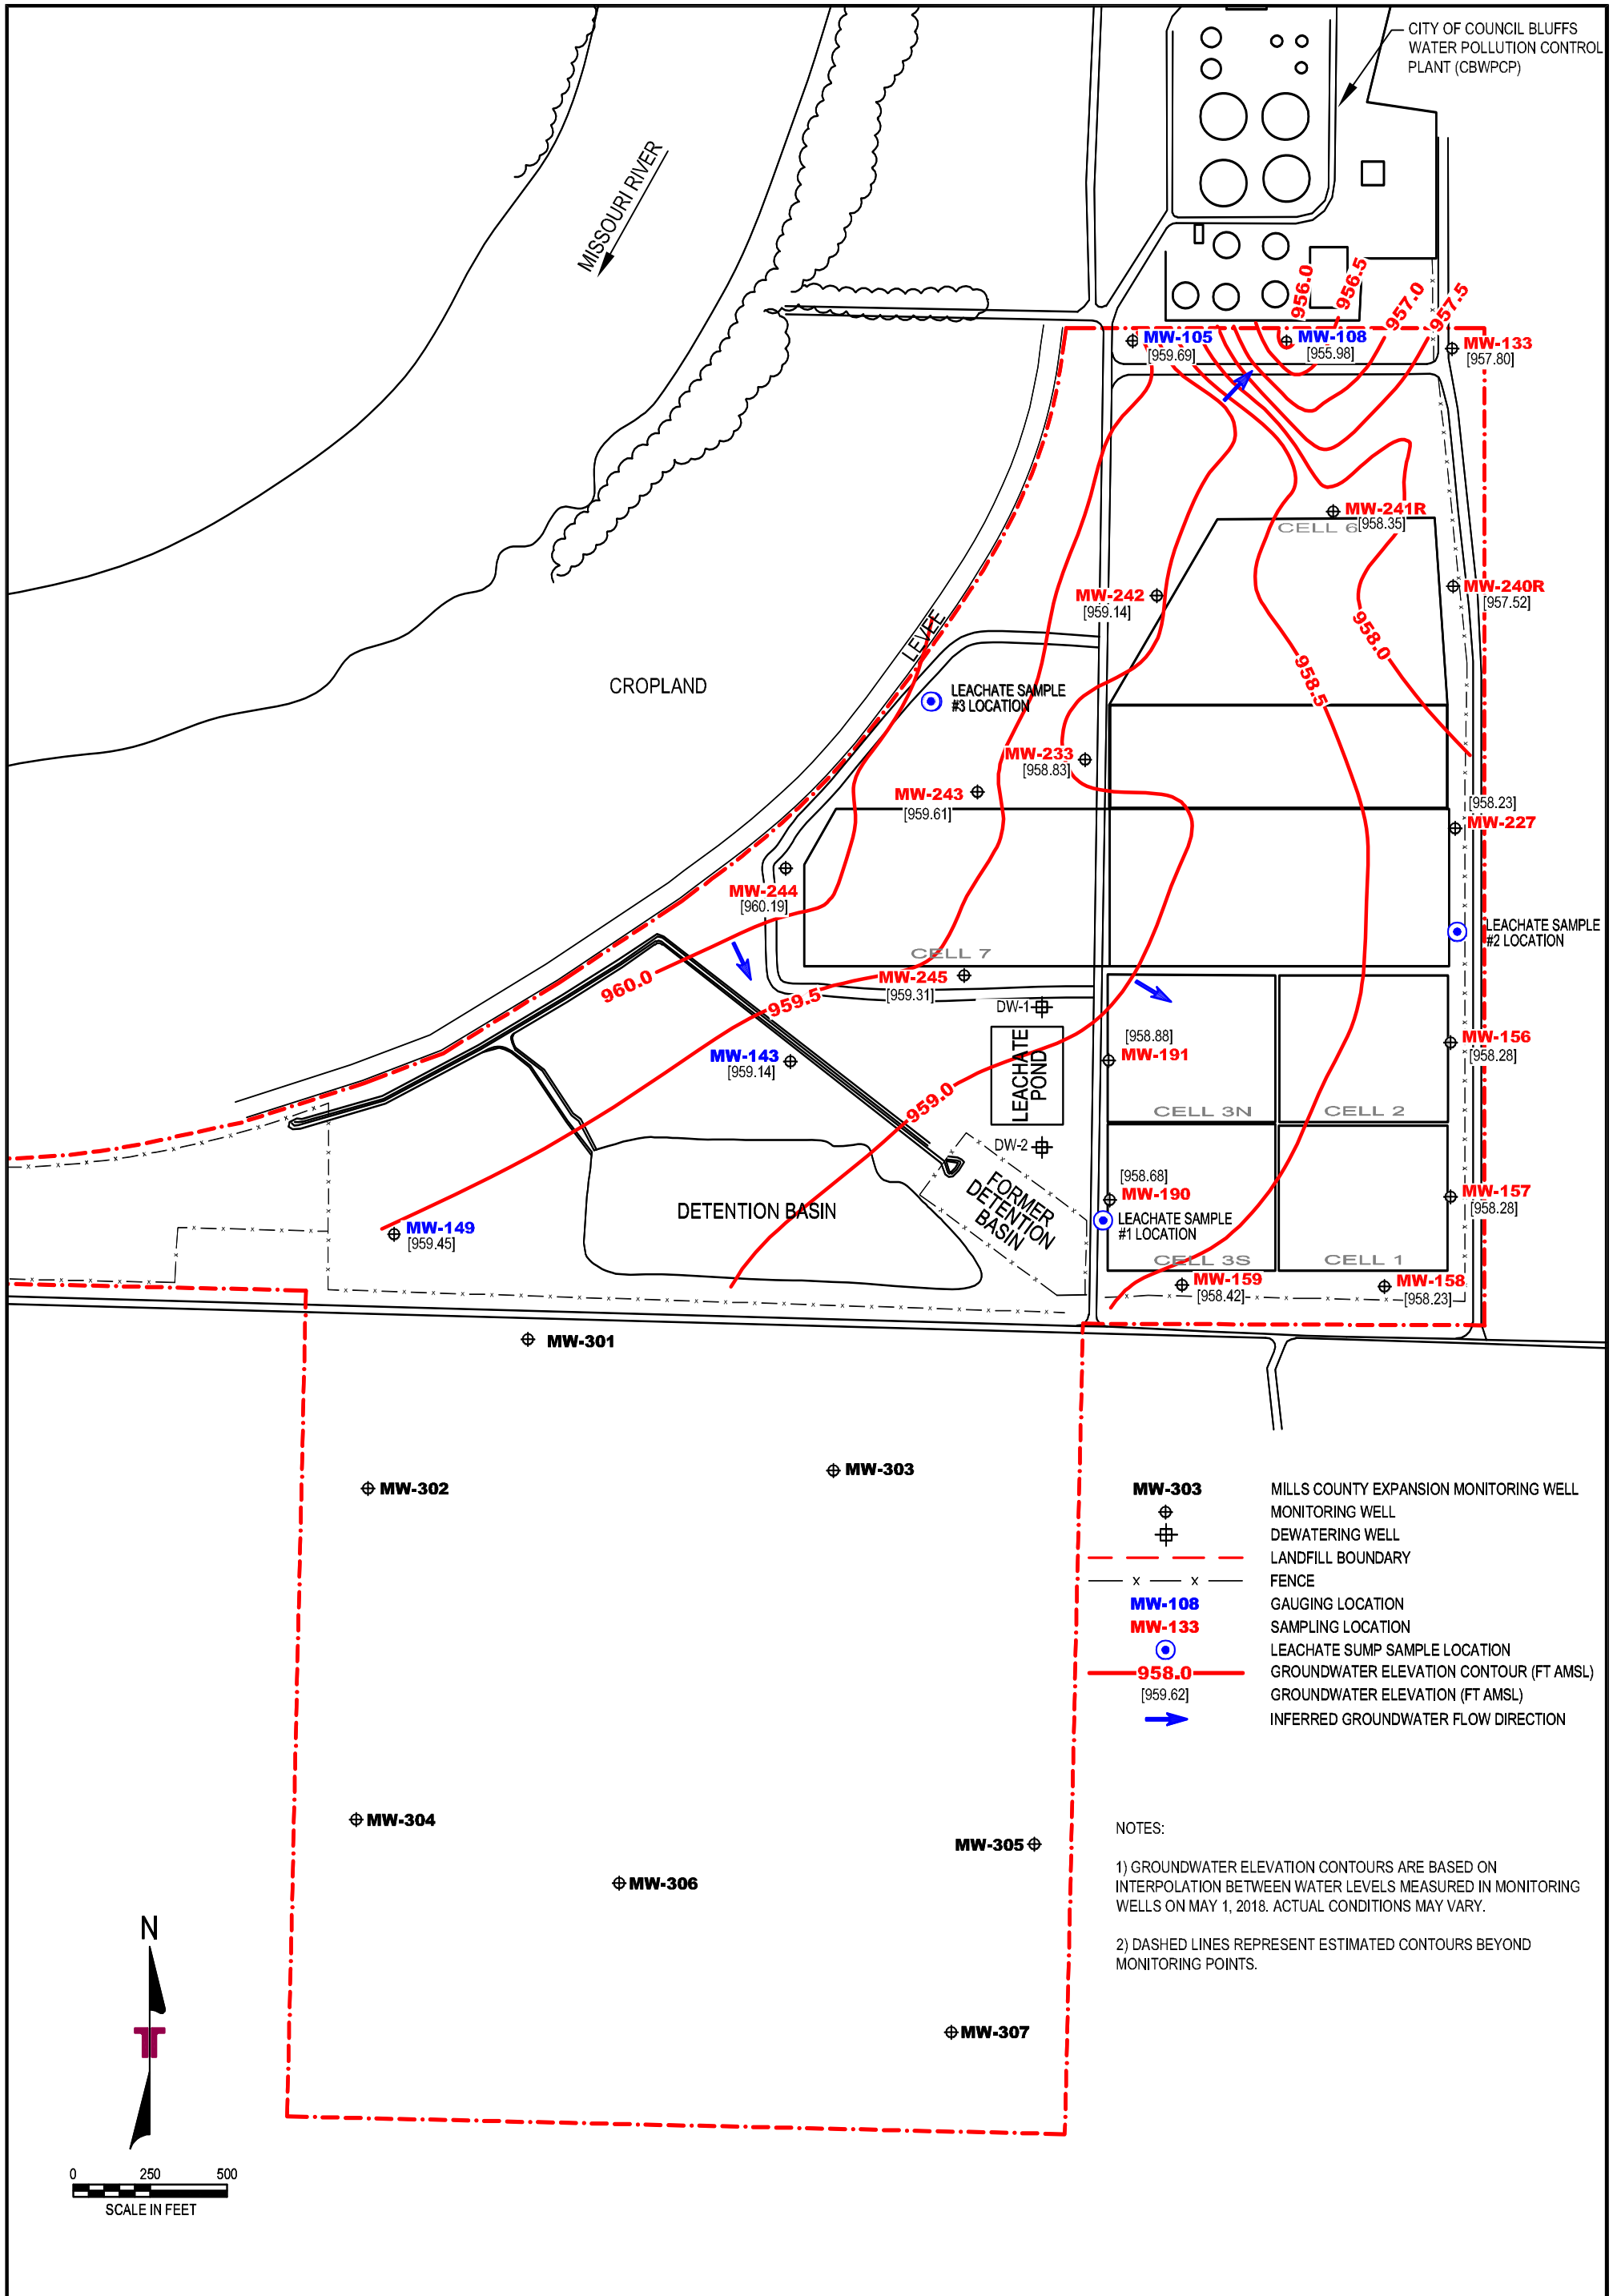 CITY OF COUNCIL BLUFFS
WATER POLLUTION CONTROL
PLANT (CBWPCP)
MISSOURI RIVER
956.0
956.5
957.0
957.5
MW-105
[959.69]
MW-108
[955.98]
MW-133
[957.80]
MW-241R
[958.35]
CELL 6
MW-242
[959.14]
MW-240R
[957.52]
958.0
LEVEE
CROPLAND
958.5
LEACHATE SAMPLE
#3 LOCATION
MW-233
[958.83]
MW-243
[959.61]
[958.23]
MW-227
MW-244
[960.19]
LEACHATE SAMPLE
#2 LOCATION
CELL 7
960.0
MW-245
[959.31]
959.5
DW-1
LEACHATE
POND
MW-143
[959.14]
[958.88]
MW-191
MW-156
[958.28]
959.0
CELL 3N
CELL 2
DW-2
FORMER
DETENTION
BASIN
[958.68]
MW-190
MW-157
[958.28]
DETENTION BASIN
LEACHATE SAMPLE
#1 LOCATION
MW-149
[959.45]
CELL 3S
CELL 1
MW-159
[958.42]
MW-158
[958.23]
MW-301
MW-302
MW-303
MW-304
MW-305
MW-306
MW-307
MW-303 MILLS COUNTY EXPANSION MONITORING WELL
MONITORING WELL
DEWATERING WELL
LANDFILL BOUNDARY
x x FENCE
MW-108 GAUGING LOCATION
MW-133 SAMPLING LOCATION
LEACHATE SUMP SAMPLE LOCATION
958.0 GROUNDWATER ELEVATION CONTOUR (FT AMSL)
[959.62] GROUNDWATER ELEVATION (FT AMSL)
INFERRED GROUNDWATER FLOW DIRECTION
NOTES:
1) GROUNDWATER ELEVATION CONTOURS ARE BASED ON
INTERPOLATION BETWEEN WATER LEVELS MEASURED IN MONITORING
WELLS ON MAY 1, 2018. ACTUAL CONDITIONS MAY VARY.
2) DASHED LINES REPRESENT ESTIMATED CONTOURS BEYOND
MONITORING POINTS.
N
0 250 500
SCALE IN FEET